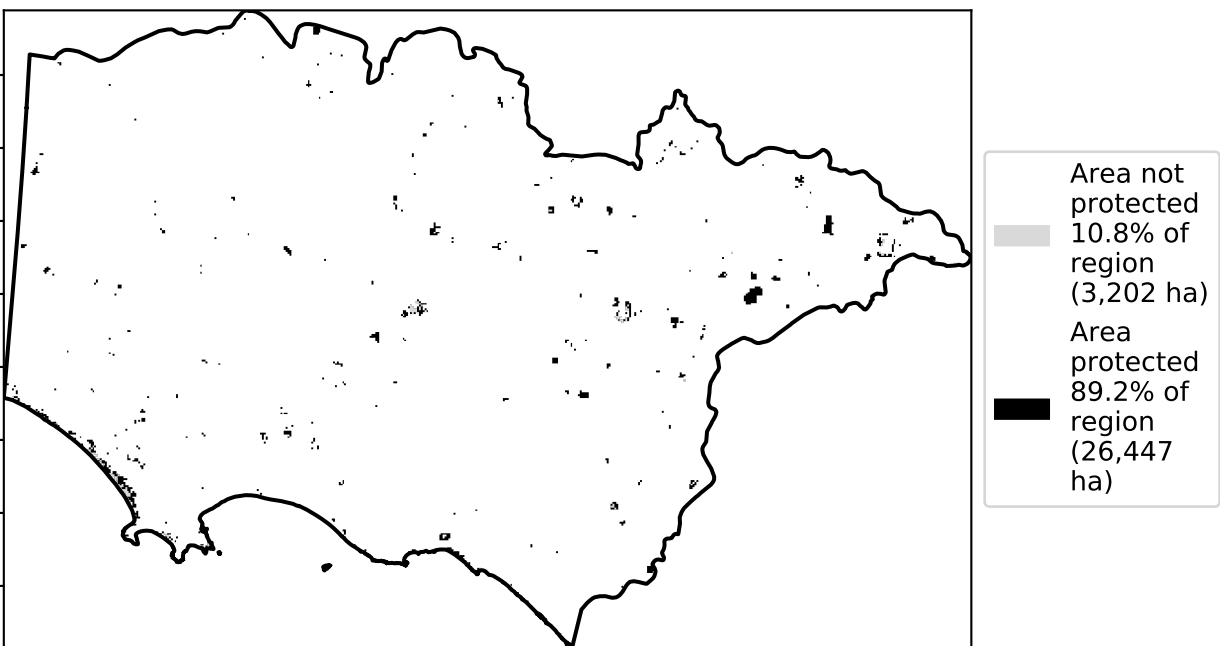 Area not
protected
10.8% of
region
(3,202 ha)
Area
protected
89.2% of
region
(26,447
ha)